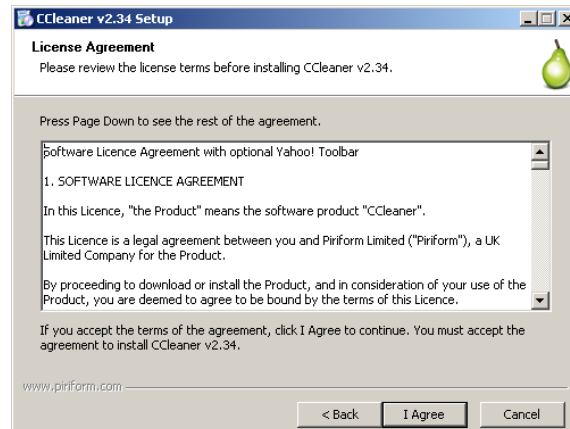 CCleaner v2.34 Setup
License Agreement
Please review the license terms before installing CCleaner v2.34.
Press Page Down to see the rest of the agreement.
Software Licence Agreement with optional Yahoo! Toolbar
1. SOFTWARE LICENCE AGREEMENT
In this Licence, "the Product" means the software product "CCleaner".
This Licence is a legal agreement between you and Piriform Limited ("Piriform"), a UK
Limited Company for the Product.
By proceeding to download or install the Product, and in consideration of your use of the
Product, you are deemed to agree to be bound by the terms of this Licence.
If you accept the terms of the agreement, click I Agree to continue. You must accept the
agreement to install CCleaner v2.34.
www.piriform.com
< Back I Agree Cancel